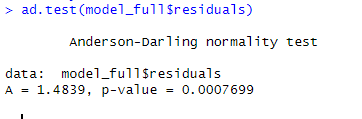 > ad.test(model_full$residuals)
Anderson-Darling normality test
data:  model_full$residuals
A = 1.4839, p-value = 0.0007699